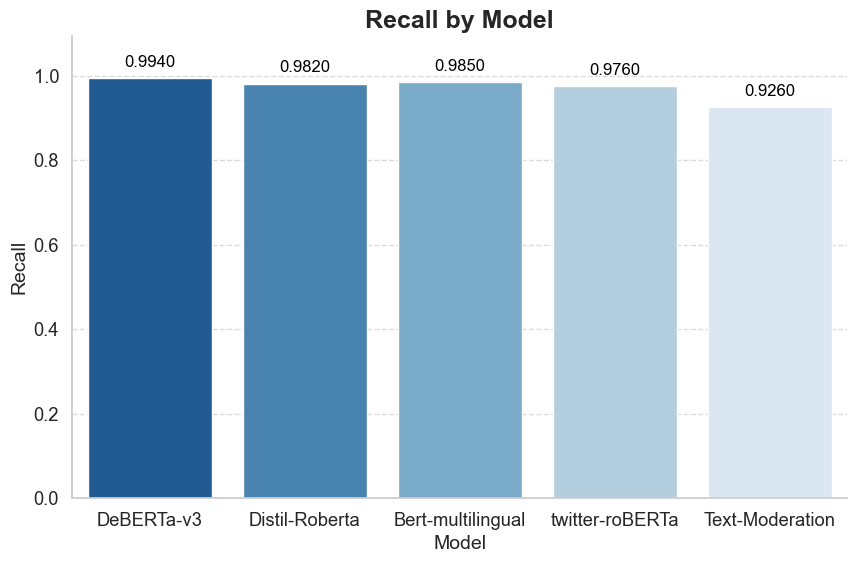 Recall by Model
0.9940
0.9820
0.9850
0.9760
0.9260
1.0
0.8
0.6
0.4
0.2
0.0
Recall
DeBERTa-v3
Distil-Roberta
Bert-multilingual
twitter-roBERTa
Text-Moderation
Model